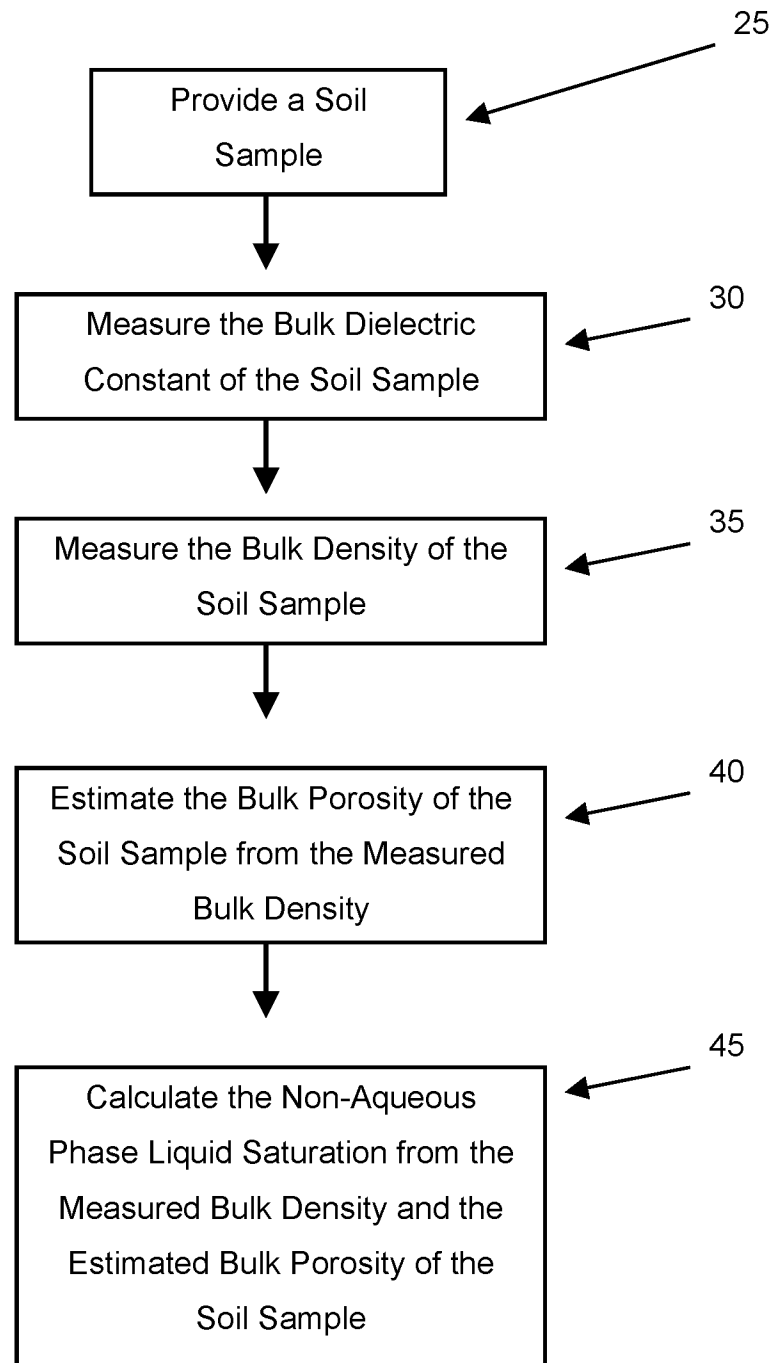 25
Provide a Soil
Sample
30
Measure the Bulk Dielectric
Constant of the Soil Sample
35
Measure the Bulk Density of the
Soil Sample
40
Estimate the Bulk Porosity of the
Soil Sample from the Measured
Bulk Density
45
Calculate the Non-Aqueous
Phase Liquid Saturation from the
Measured Bulk Density and the
Estimated Bulk Porosity of the
Soil Sample